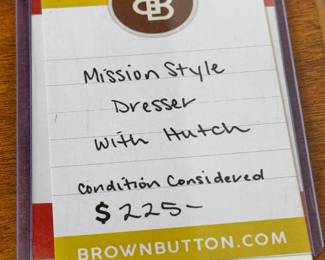 Mission Style
Dresser
with Hutch
Condition Considered
$225-
BROWNBUTTON.COM